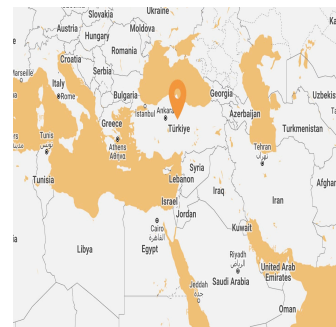 Ukraine
Slovakia
Austria
Hungary
Moldova
Romania
Croatia
Serbia
Marseille
Italy
Rome
Bulgaria
Georgia
Uzbekis
Istanbul
Ankara
Azerbaijan
Turkmenistan
Greece
Türkiye
Athens
Αθήνα
Tunis
تونس
Tehran
تهران
Tunisia
Syria
Lebanon
Afghan
Iraq
Iran
Israel
Jordan
Cairo
القاهرة
Kuwait
Libya
Egypt
Riyadh
الرياض
United Arab
Emirates
Jeddah
جدة
Saudi Arabia
Oman